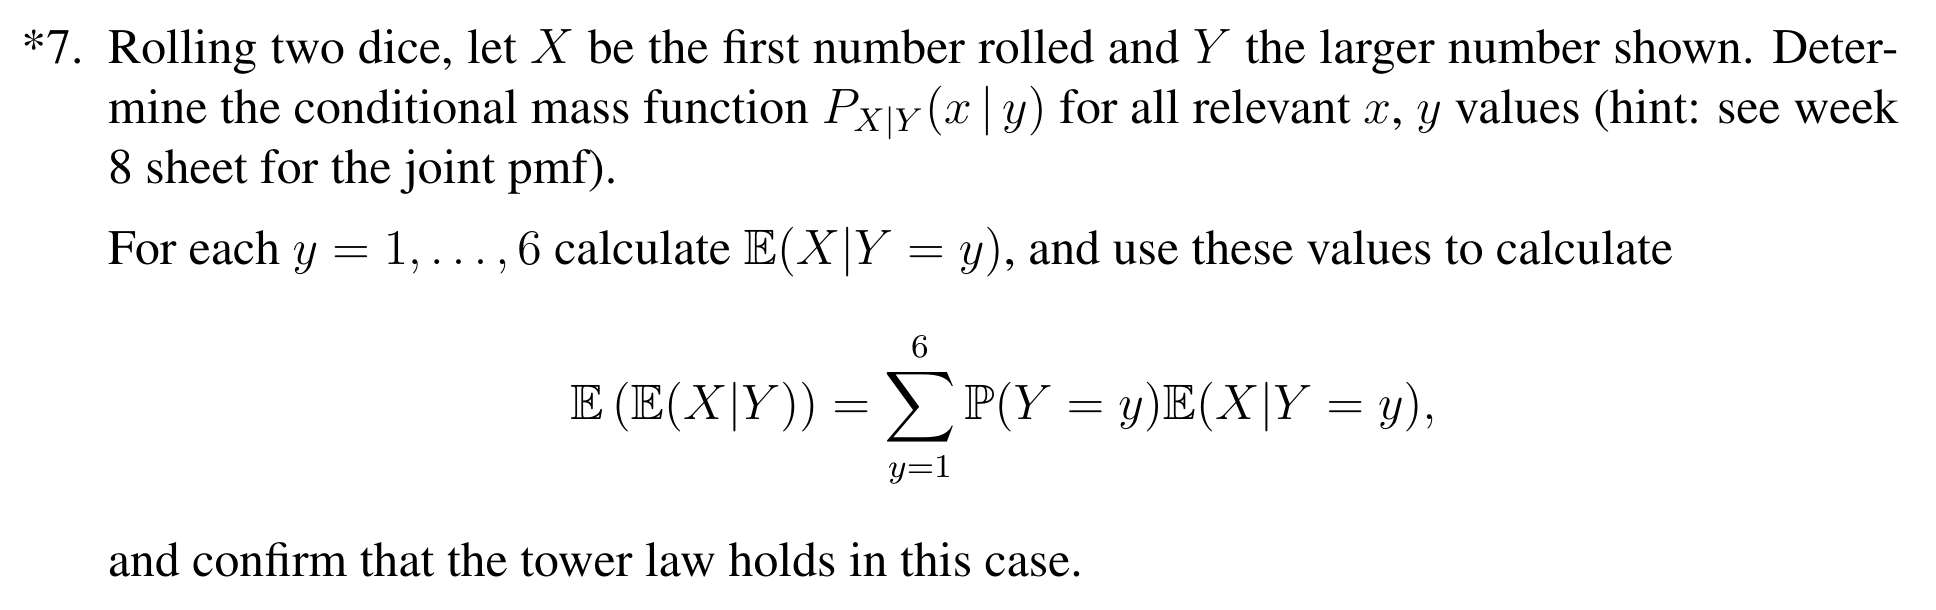 *7. Rolling two dice, let X be the first number rolled and Y the larger number shown. Deter-
mine the conditional mass function P_{X|Y}(x | y) for all relevant x, y values (hint: see week
8 sheet for the joint pmf).
For each y = 1, . . . , 6 calculate 𝔼(X|Y = y), and use these values to calculate
𝔼 (𝔼(X|Y)) = ∑_{y=1}^{6} ℙ(Y = y)𝔼(X|Y = y),
and confirm that the tower law holds in this case.